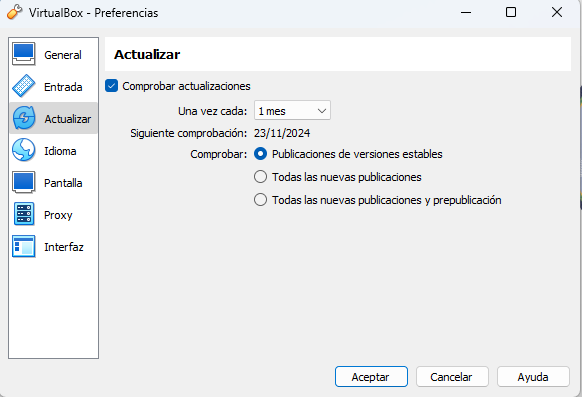 VirtualBox - Preferencias
General
Entrada
Actualizar
Idioma
Pantalla
Proxy
Interfaz
Actualizar
Comprobar actualizaciones
Una vez cada: 1 mes
Siguiente comprobación: 23/11/2024
Comprobar: Publicaciones de versiones estables
Todas las nuevas publicaciones
Todas las nuevas publicaciones y prepublicación
Aceptar Cancelar Ayuda